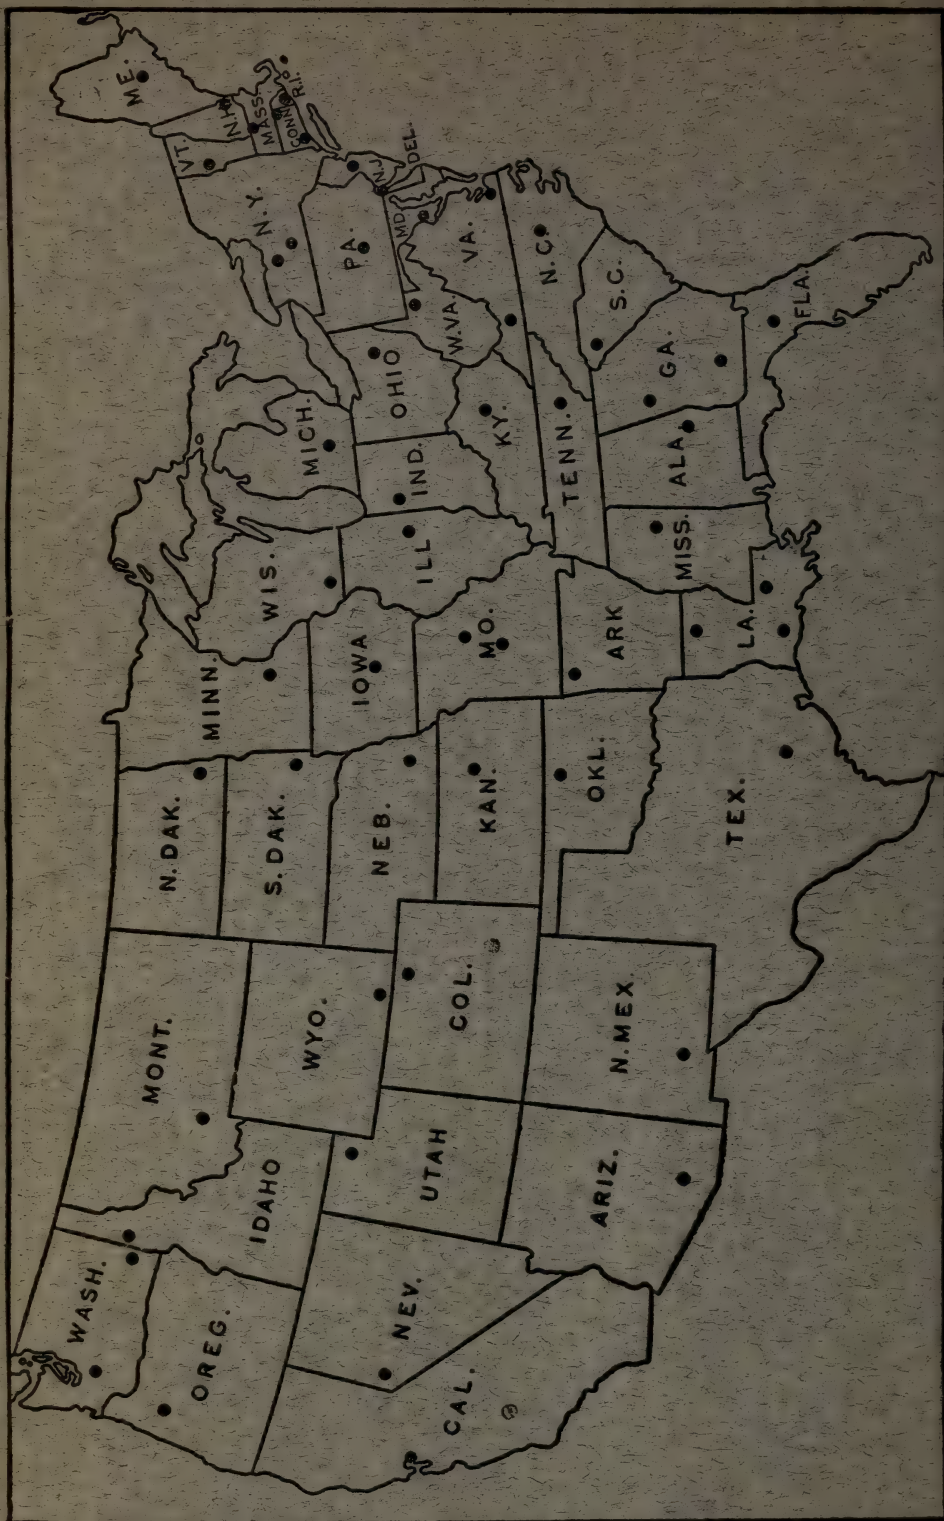 WASH.
OREG.
CAL.
NEV.
IDAHO
MONT.
WYO.
UTAH
ARIZ.
COL.
N. MEX.
N. DAK.
S. DAK.
NEB.
KAN.
OKL.
TEX.
MINN.
IOWA
MO.
ARK
LA.
WIS.
ILL
MICH.
IND.
OHIO
KY.
TENN.
MISS.
ALA.
GA.
FLA.
S.C.
N.C.
VA.
W.VA.
MD.
DEL.
PA.
N.J.
N.Y.
VT.
N.H.
ME.
MASS.
CONN.
R.I.